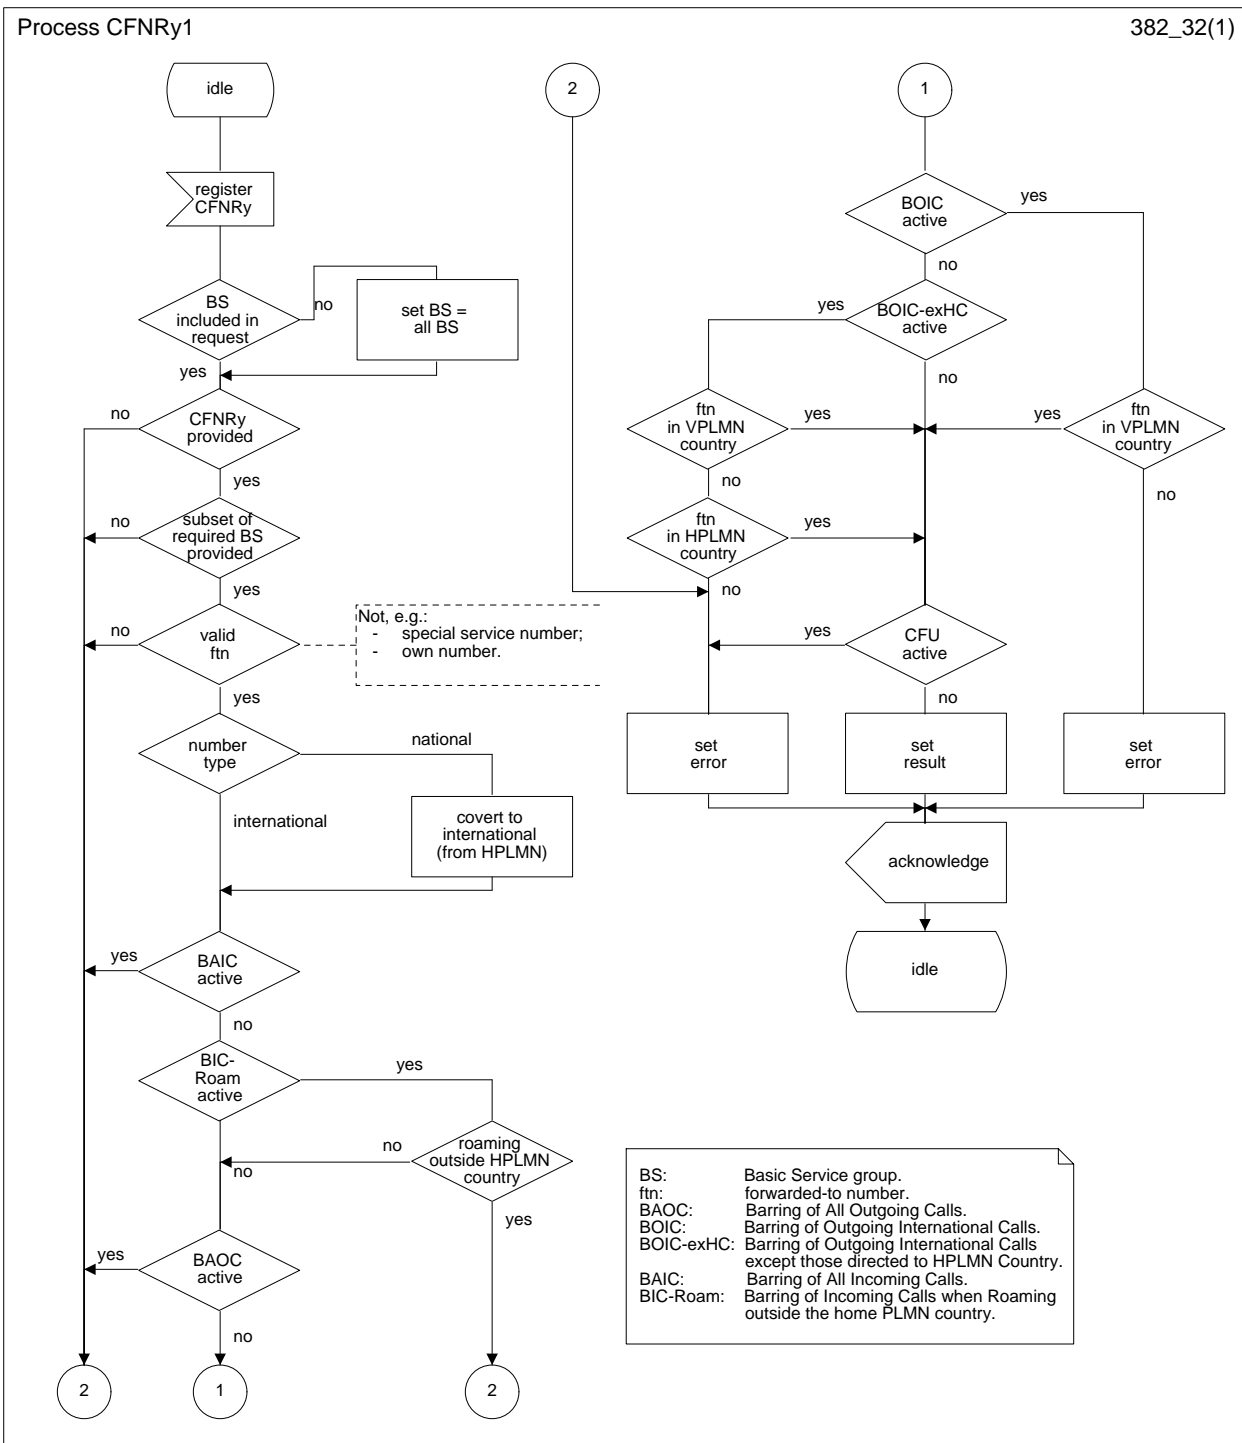 Process CFNRy1
382_32(1)
idle
register
CFNRy
BS
included in
request
no
set BS =
all BS
yes
CFNRy
provided
no
yes
subset of
required BS
provided
no
yes
valid
ftn
no
Not, e.g.:
- special service number;
- own number.
yes
number
type
national
international
covert to
international
(from HPLMN)
BAIC
active
yes
no
BIC-
Roam
active
yes
roaming
outside HPLMN
country
no
no
yes
BAOC
active
yes
no
2
1
2
2
1
BOIC
active
yes
no
BOIC-exHC
active
yes
no
ftn
in VPLMN
country
yes
no
yes
ftn
in VPLMN
country
no
ftn
in HPLMN
country
yes
no
CFU
active
yes
no
set
error
set
result
set
error
acknowledge
idle
BS: Basic Service group.
ftn: forwarded-to number.
BAOC: Barring of All Outgoing Calls.
BOIC: Barring of Outgoing International Calls.
BOIC-exHC: Barring of Outgoing International Calls
except those directed to HPLMN Country.
BAIC: Barring of All Incoming Calls.
BIC-Roam: Barring of Incoming Calls when Roaming
outside the home PLMN country.